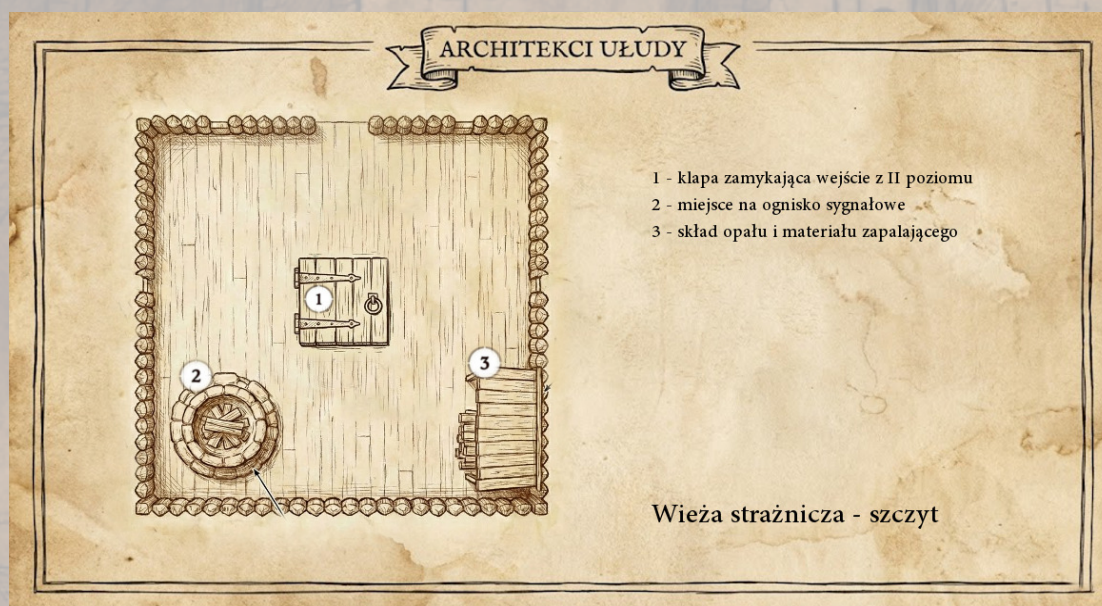 ARCHITEKCI UŁUDY
1 - klapa zamykająca wejście z II poziomu
2 - miejsce na ognisko sygnałowe
3 - skład opału i materiału zapalającego
1
2
3
Wieża strażnicza - szczyt